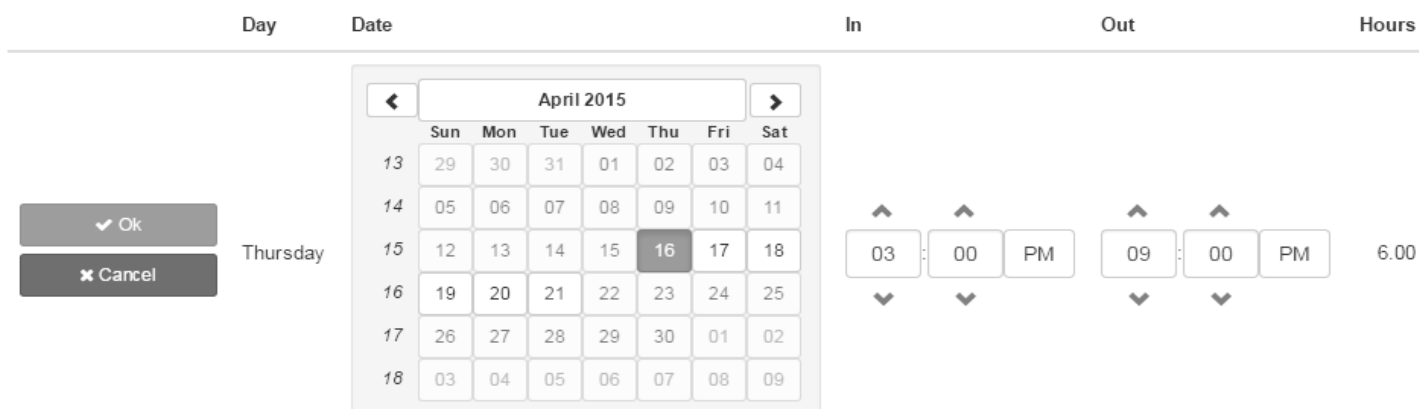 Day Date In Out Hours
April 2015
Sun Mon Tue Wed Thu Fri Sat
13 29 30 31 01 02 03 04
14 05 06 07 08 09 10 11
Ok
Cancel
Thursday
15 12 13 14 15 16 17 18
03 : 00 PM 09 : 00 PM 6.00
16 19 20 21 22 23 24 25
17 26 27 28 29 30 01 02
18 03 04 05 06 07 08 09